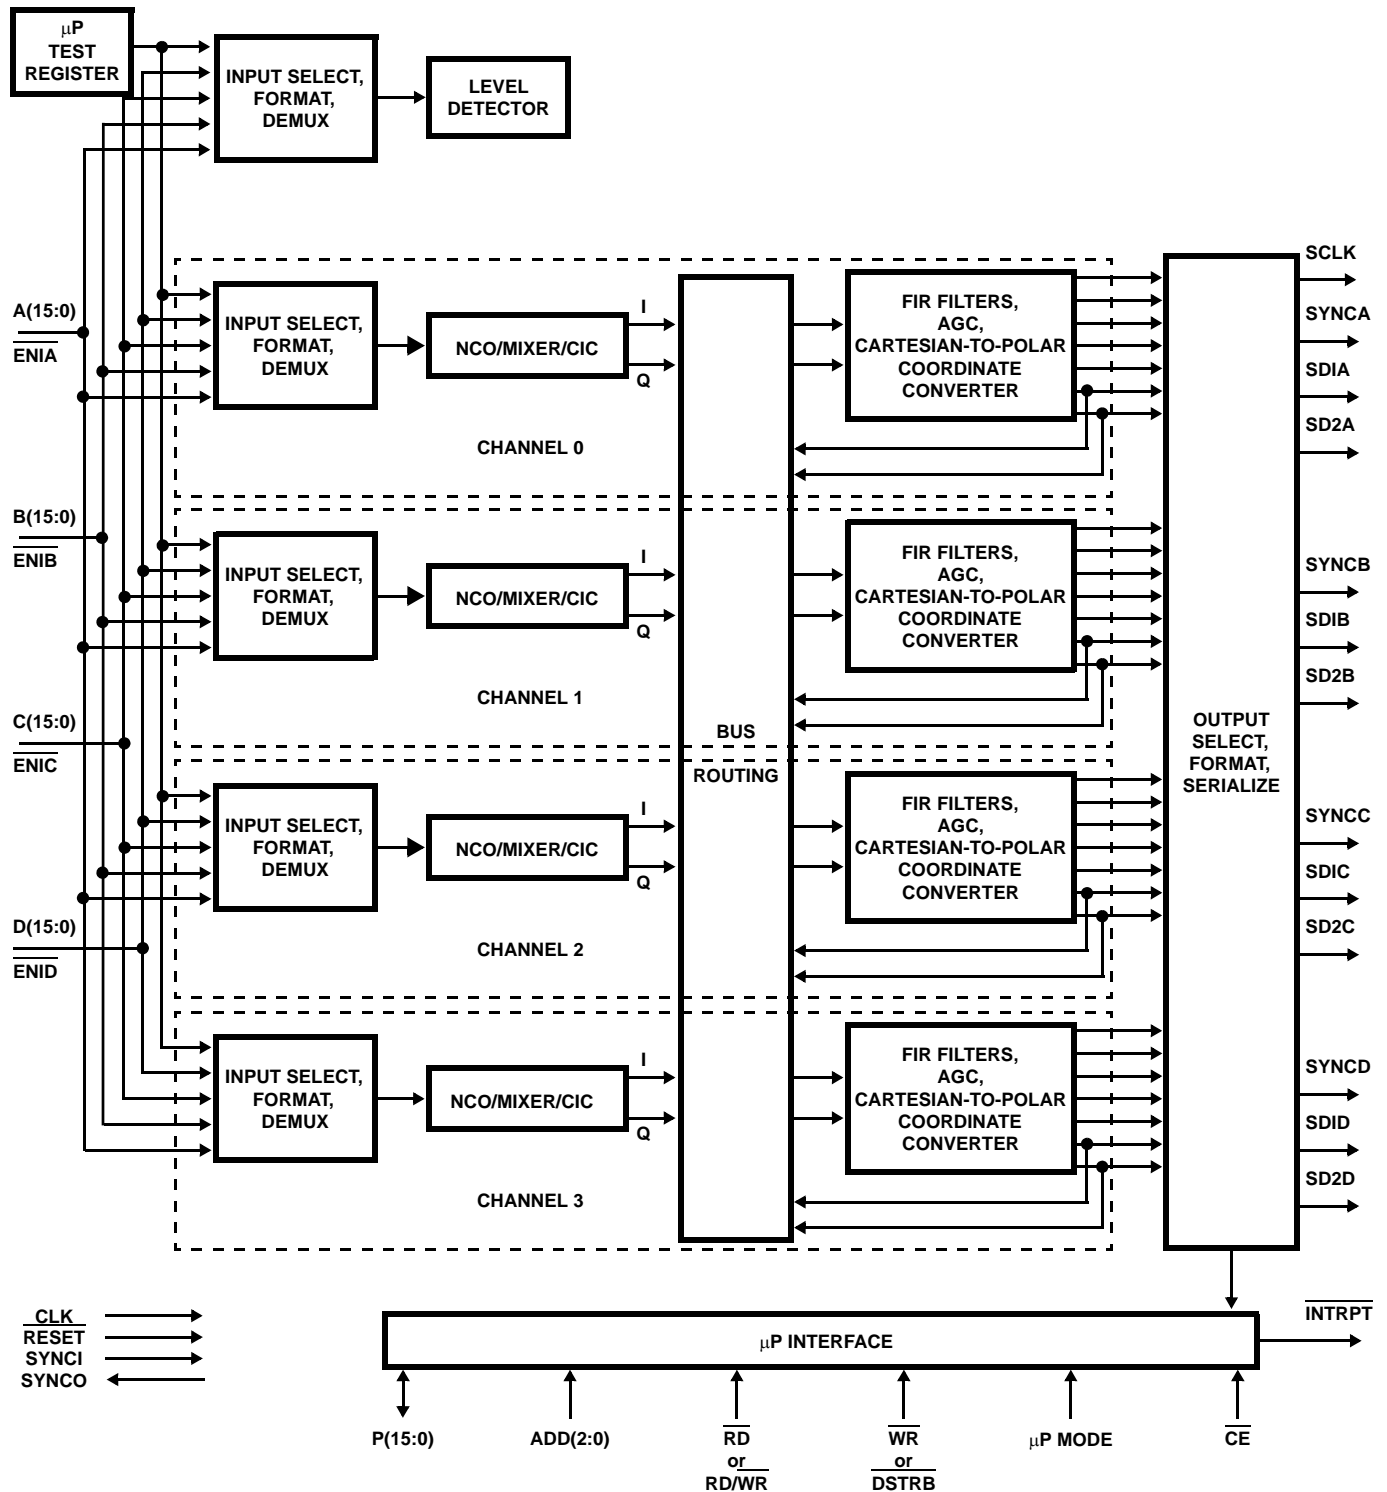 μP
TEST
REGISTER
INPUT SELECT,
FORMAT,
DEMUX
LEVEL
DETECTOR
A(15:0)
ENIA
B(15:0)
ENIB
C(15:0)
ENIC
D(15:0)
ENID
INPUT SELECT,
FORMAT,
DEMUX
NCO/MIXER/CIC
I
Q
FIR FILTERS,
AGC,
CARTESIAN-TO-POLAR
COORDINATE
CONVERTER
CHANNEL 0
INPUT SELECT,
FORMAT,
DEMUX
NCO/MIXER/CIC
I
Q
FIR FILTERS,
AGC,
CARTESIAN-TO-POLAR
COORDINATE
CONVERTER
CHANNEL 1
BUS
ROUTING
INPUT SELECT,
FORMAT,
DEMUX
NCO/MIXER/CIC
I
Q
FIR FILTERS,
AGC,
CARTESIAN-TO-POLAR
COORDINATE
CONVERTER
CHANNEL 2
INPUT SELECT,
FORMAT,
DEMUX
NCO/MIXER/CIC
I
Q
FIR FILTERS,
AGC,
CARTESIAN-TO-POLAR
COORDINATE
CONVERTER
CHANNEL 3
OUTPUT
SELECT,
FORMAT,
SERIALIZE
SCLK
SYNCA
SDIA
SD2A
SYNCB
SDIB
SD2B
SYNCC
SDIC
SD2C
SYNCD
SDID
SD2D
CLK
RESET
SYNCI
SYNCO
μP INTERFACE
INTRPT
P(15:0)
ADD(2:0)
RD
or
RD/WR
WR
or
DSTRB
μP MODE
CE